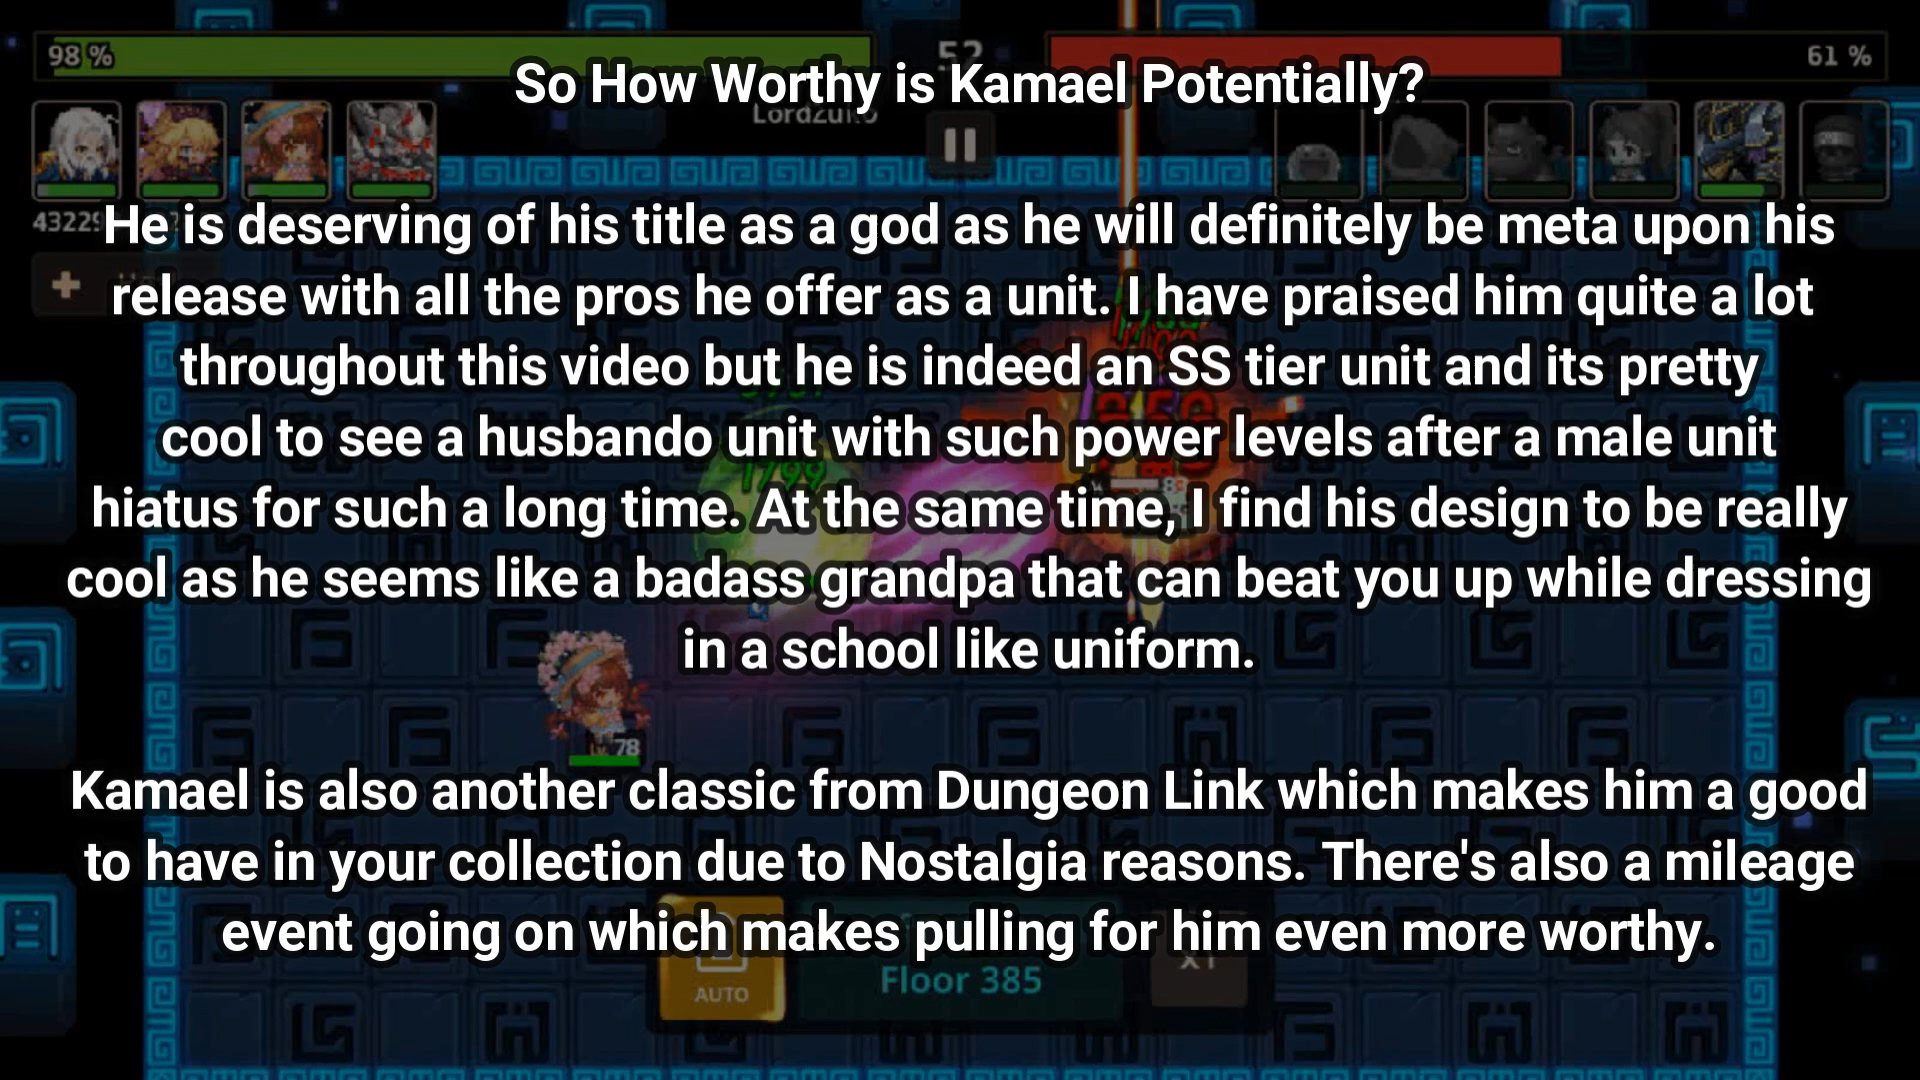 98 %
52
61 %
So How Worthy is Kamael Potentially?
He is deserving of his title as a god as he will definitely be meta upon his
release with all the pros he offer as a unit. I have praised him quite a lot
throughout this video but he is indeed an SS tier unit and its pretty
cool to see a husbando unit with such power levels after a male unit
hiatus for such a long time. At the same time, I find his design to be really
cool as he seems like a badass grandpa that can beat you up while dressing
in a school like uniform.
1799
Lv. 78
Kamael is also another classic from Dungeon Link which makes him a good
to have in your collection due to Nostalgia reasons. There's also a mileage
event going on which makes pulling for him even more worthy.
AUTO
Floor 385
x1